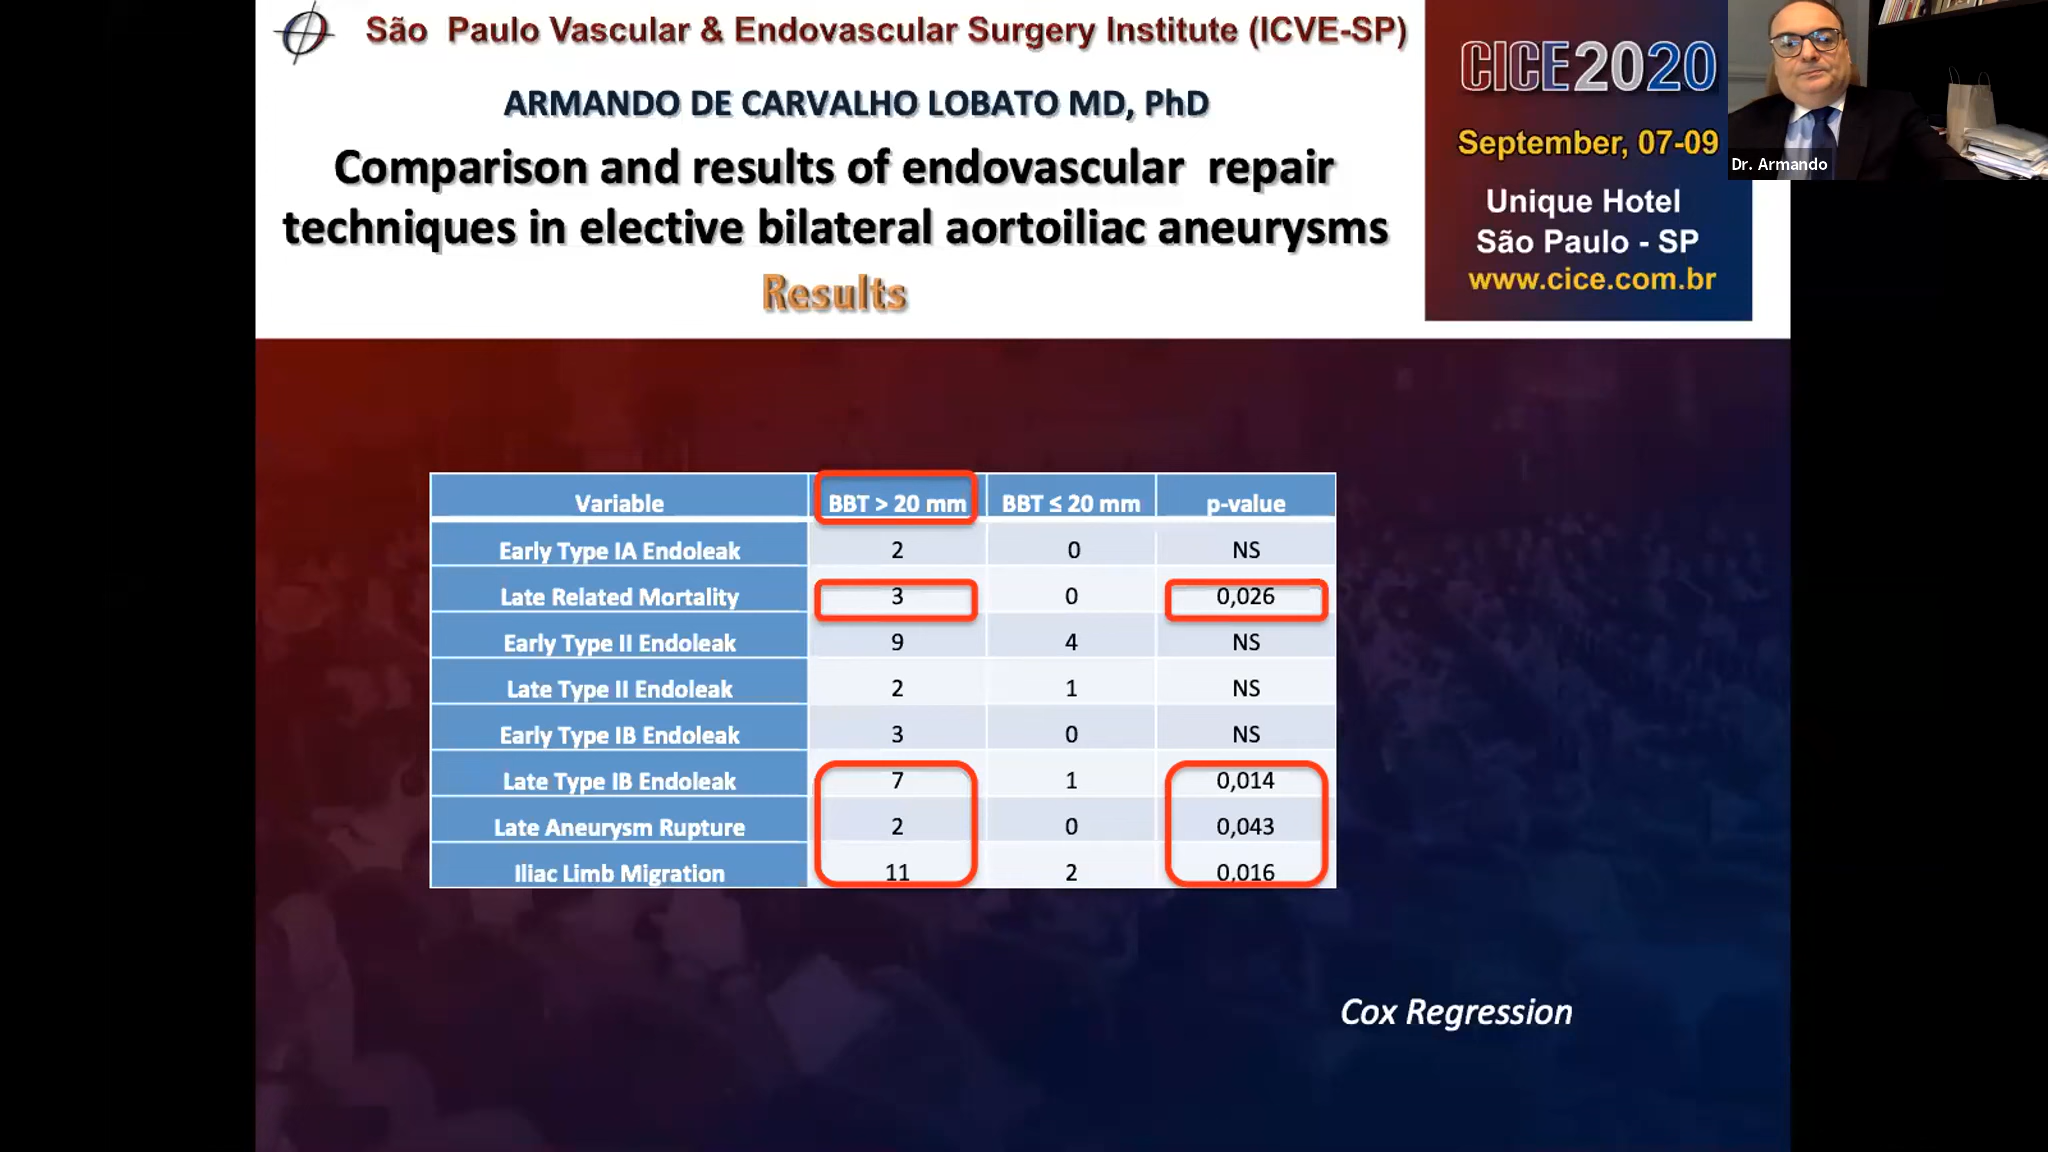 São Paulo Vascular & Endovascular Surgery Institute (ICVE-SP)
ARMANDO DE CARVALHO LOBATO MD, PhD
Comparison and results of endovascular repair
techniques in elective bilateral aortoiliac aneurysms
Results
CICE2020
September, 07-09
Unique Hotel
São Paulo - SP
www.cice.com.br
Dr. Armando
Variable BBT > 20 mm BBT ≤ 20 mm p-value
Early Type IA Endoleak 2 0 NS
Late Related Mortality 3 0 0,026
Early Type II Endoleak 9 4 NS
Late Type II Endoleak 2 1 NS
Early Type IB Endoleak 3 0 NS
Late Type IB Endoleak 7 1 0,014
Late Aneurysm Rupture 2 0 0,043
Iliac Limb Migration 11 2 0,016
Cox Regression